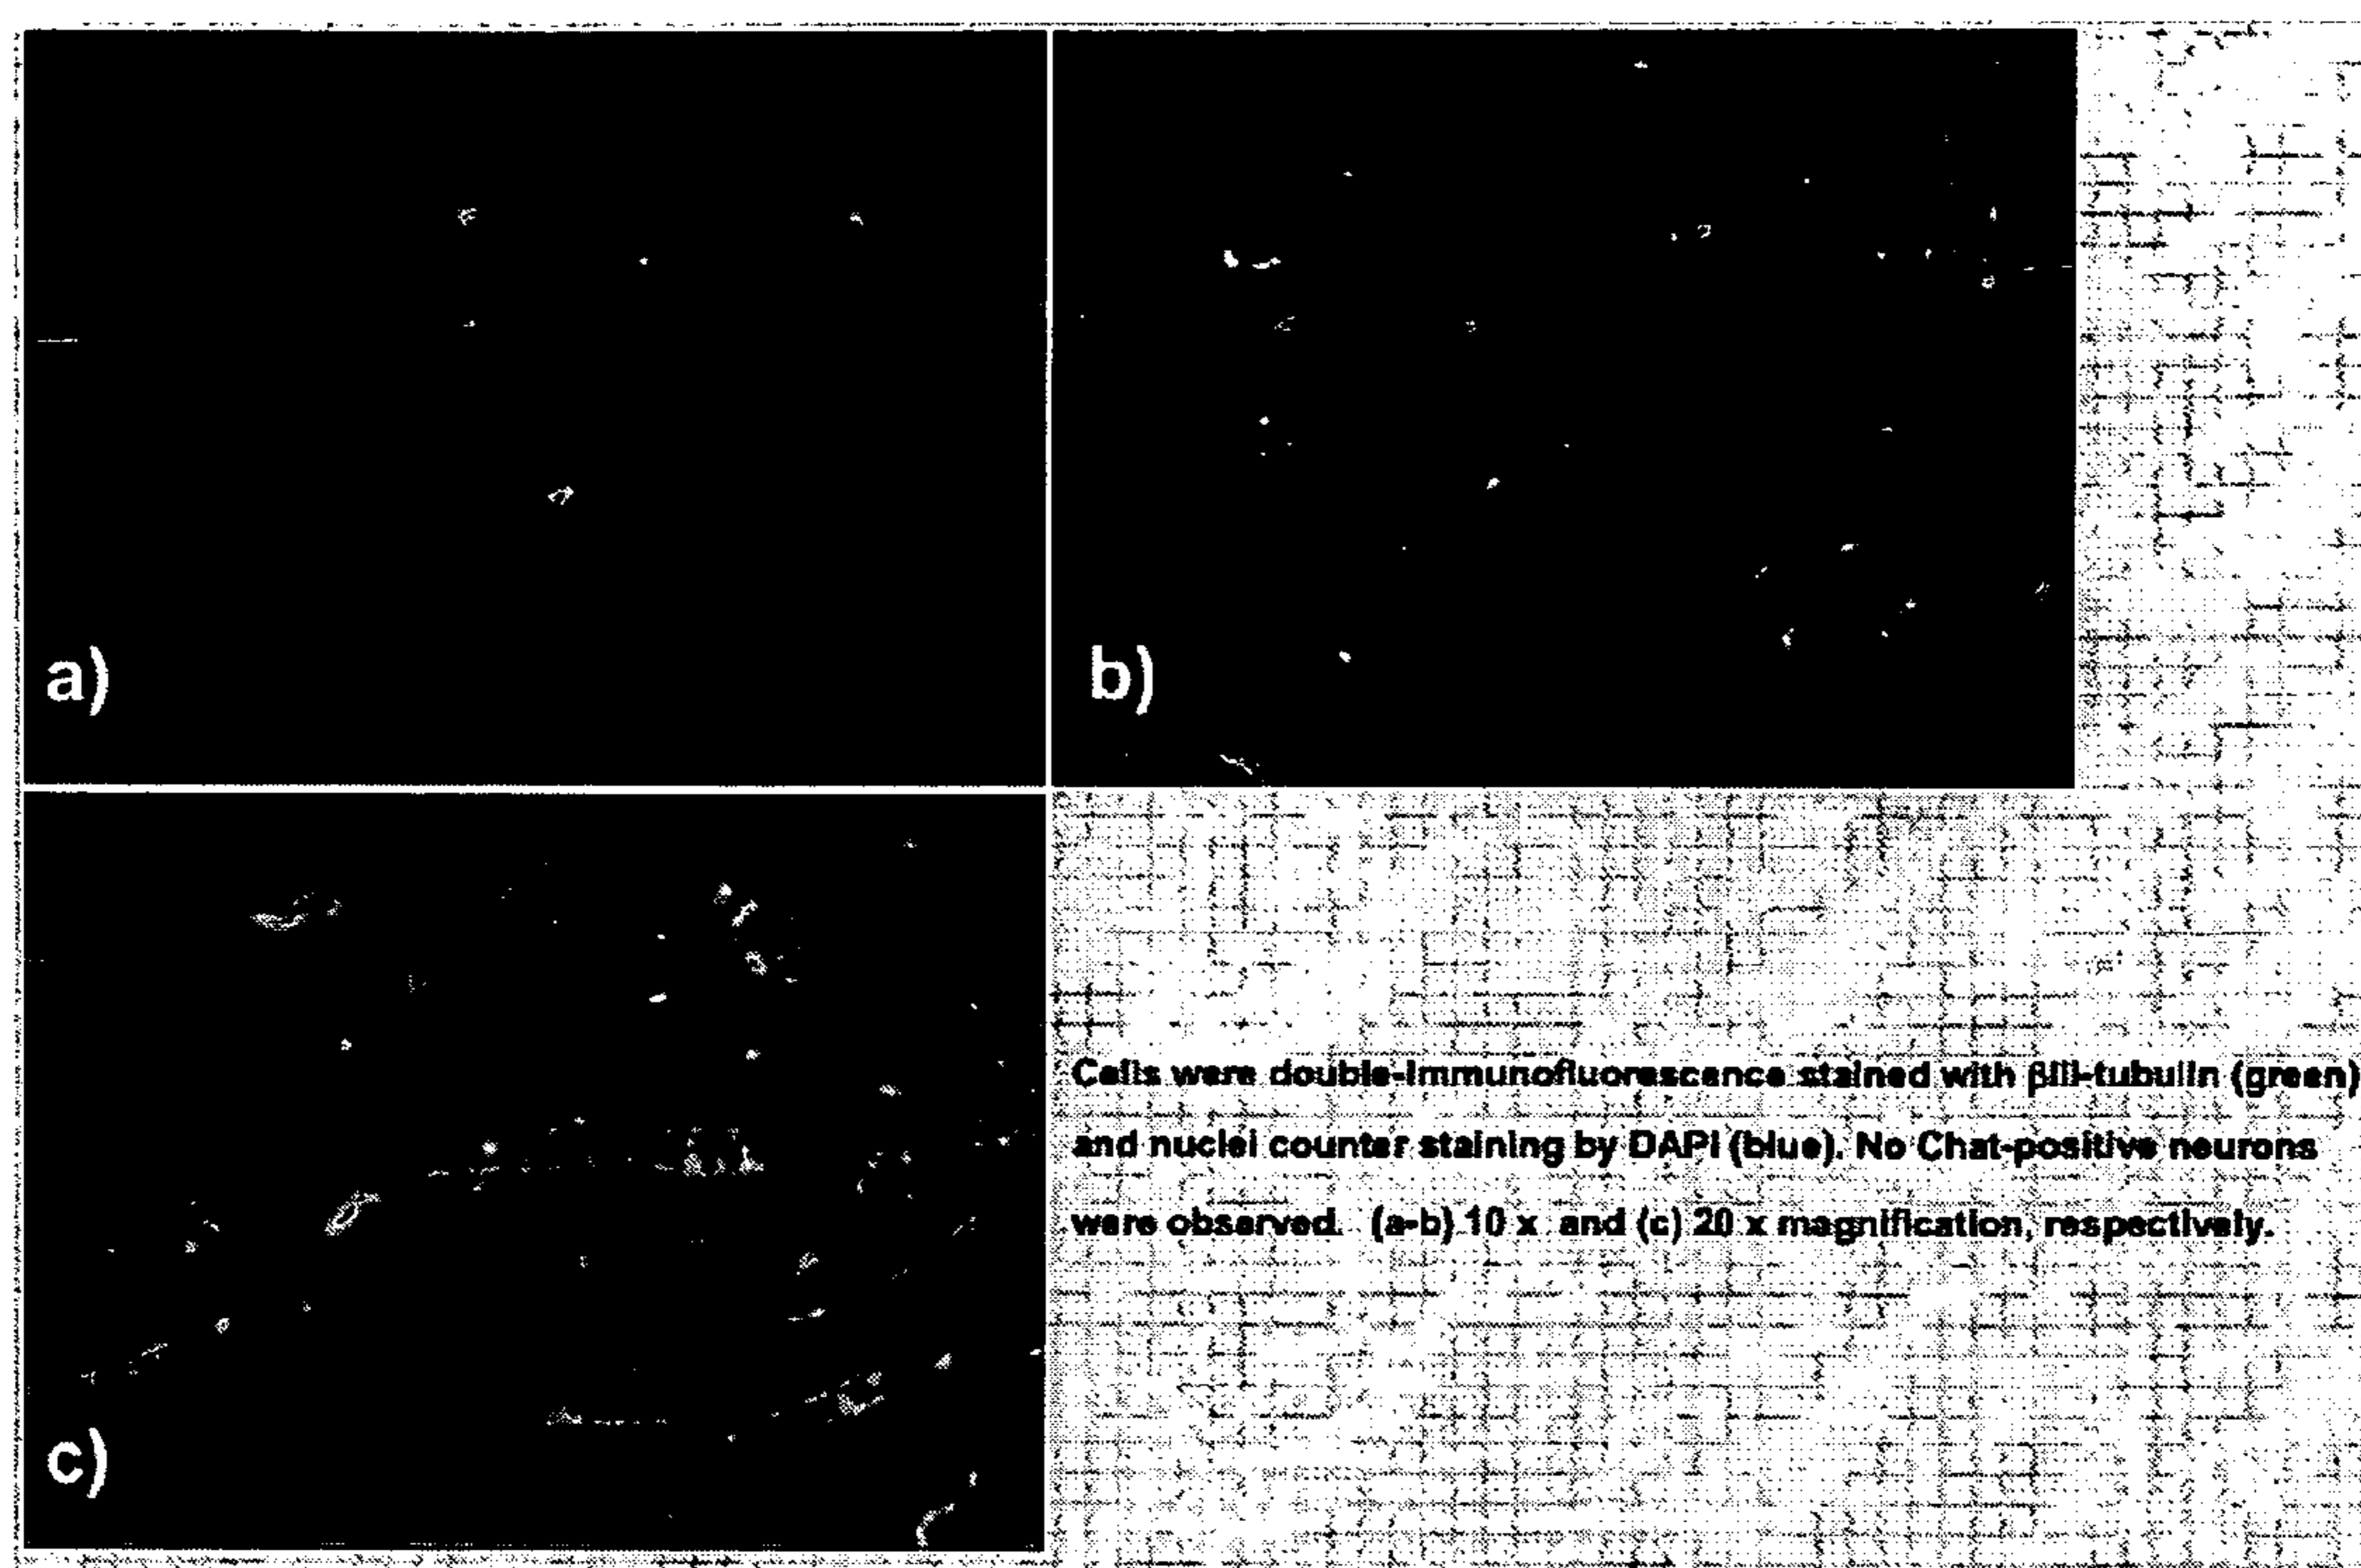 a)
b)
c)
Cells were double-immunofluorescence stained with βIII-tubulin (green)
and nuclei counter staining by DAPI (blue). No Chat-positive neurons
were observed. (a-b) 10 x and (c) 20 x magnification, respectively.